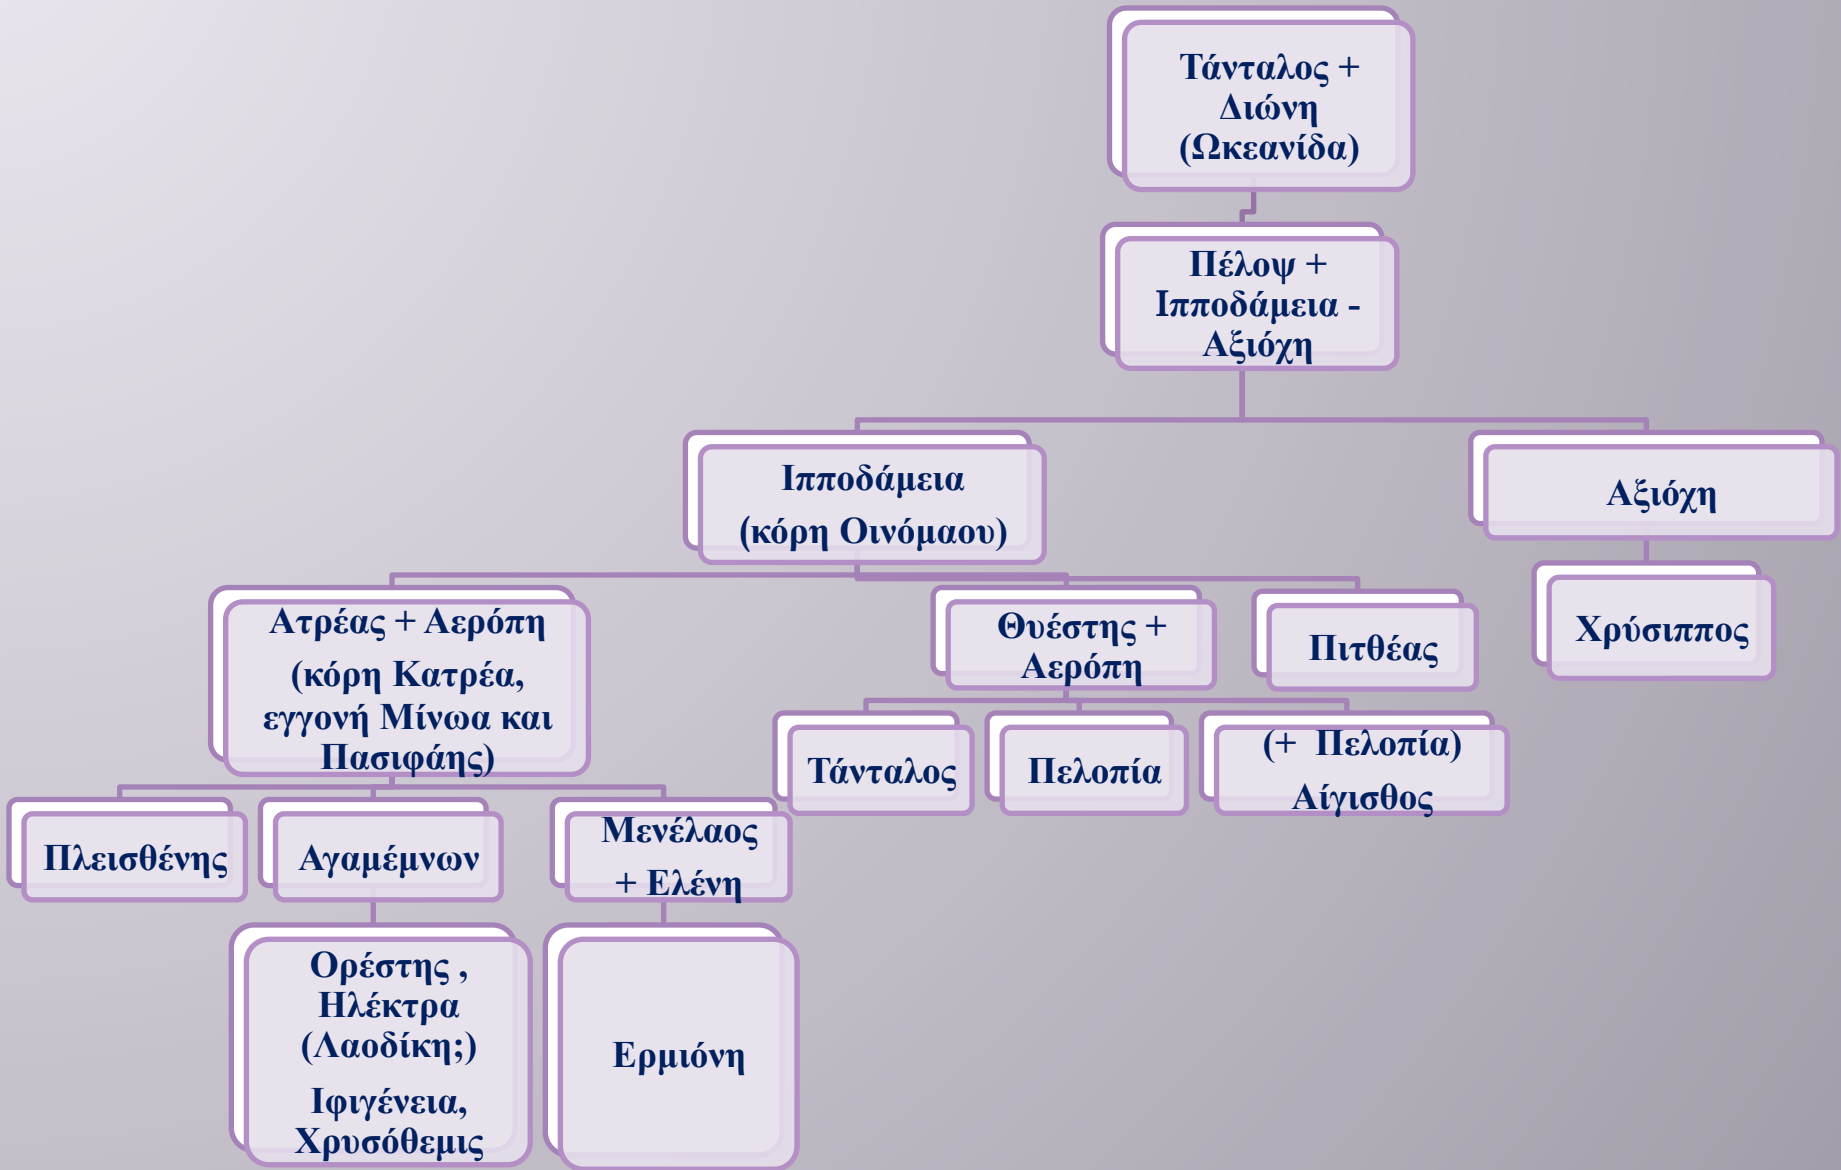 Τάνταλος +
Διώνη
(Ωκεανίδα)
Πέλοψ +
Ιπποδάμεια -
Αξιόχη
Ιπποδάμεια
(κόρη Οινόμαου)
Αξιόχη
Ατρέας + Αερόπη
(κόρη Κατρέα,
εγγονή Μίνωα και
Πασιφάης)
Θυέστης +
Αερόπη
Πιτθέας
Χρύσιππος
Τάνταλος
Πελοπία
(+ Πελοπία)
Αίγισθος
Πλεισθένης
Αγαμέμνων
Μενέλαος
+ Ελένη
Ορέστης ,
Ηλέκτρα
(Λαοδίκη;)
Ιφιγένεια,
Χρυσόθεμις
Ερμιόνη